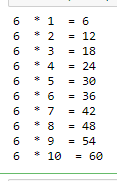 6 * 1 = 6
6 * 2 = 12
6 * 3 = 18
6 * 4 = 24
6 * 5 = 30
6 * 6 = 36
6 * 7 = 42
6 * 8 = 48
6 * 9 = 54
6 * 10 = 60